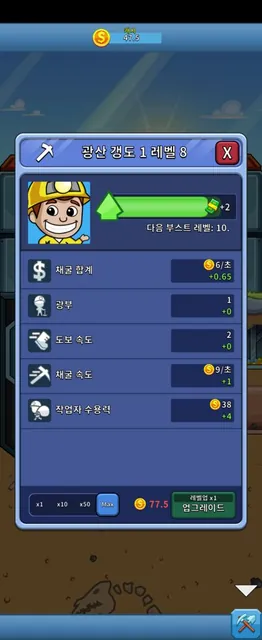 47.5
광산 갱도 1 레벨 8
X
+2
다음 부스트 레벨: 10.
채굴 합계
6/초
+0.65
광부
1
+0
도보 속도
2
+0
채굴 속도
9/초
+1
작업자 수용력
38
+4
x1 x10 x50 Max
77.5
레벨업 x1
업그레이드